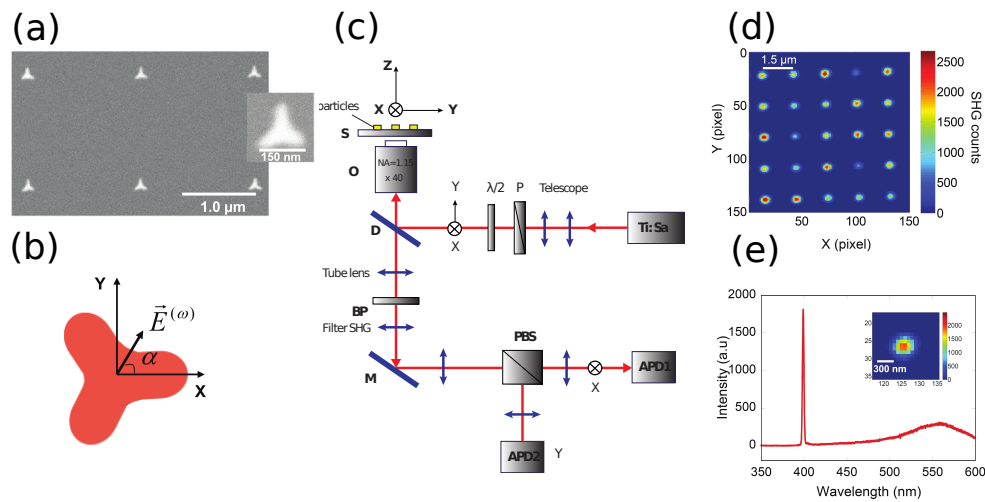 (a)
150 nm
1.0 μm
(b)
Y
E⃗(ω)
α
X
(c)
Z
X
Y
particles
S
NA=1.15
x 40
O
Y
λ/2
P
Telescope
D
X
Ti:Sa
Tube lens
BP
Filter SHG
PBS
M
X
APD1
APD2
Y
(d)
0
50
100
150
Y (pixel)
1.5 μm
50
100
150
X (pixel)
2500
2000
1500
1000
500
0
SHG counts
(e)
2000
1500
1000
500
0
Intensity (a.u)
350
400
450
500
550
600
Wavelength (nm)
20
25
30
35
300 nm
120
125
130
135
2000
1500
1000
500
0